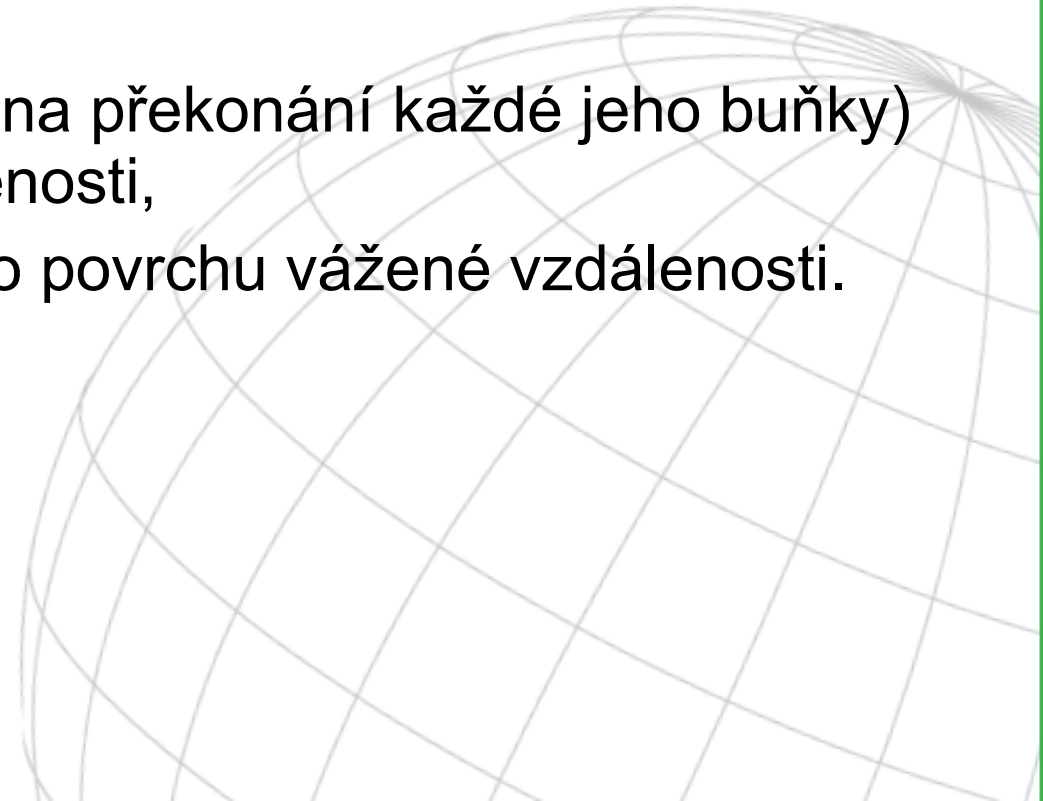 na překonání každé jeho buňky)
enosti,
o povrchu vážené vzdálenosti.